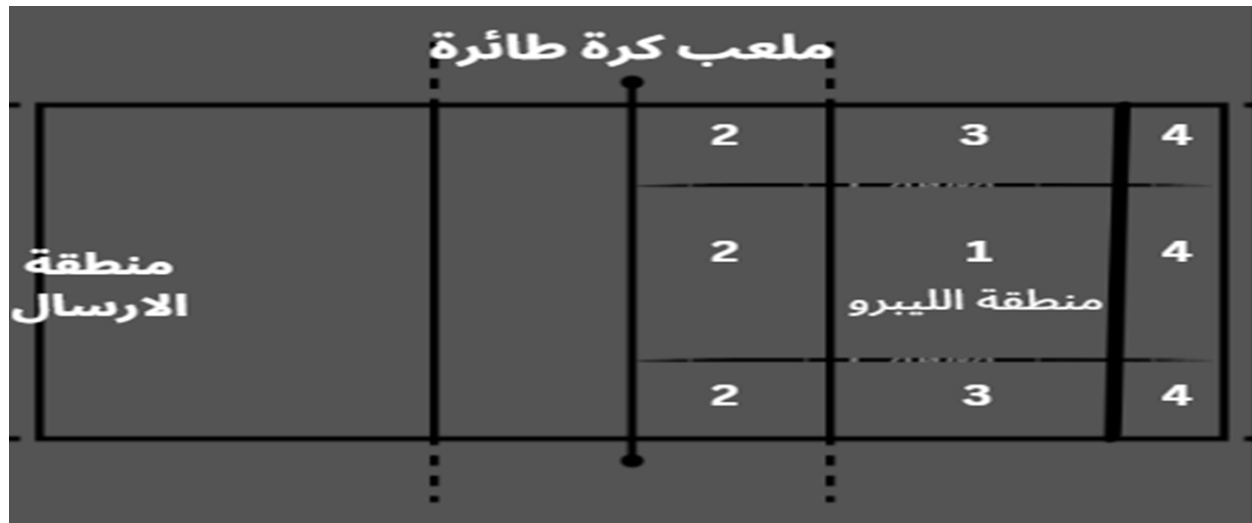 ملعب كرة طائرة
2 3 4
منطقة
الارسال
2 1 4
منطقة الليبرو
2 3 4